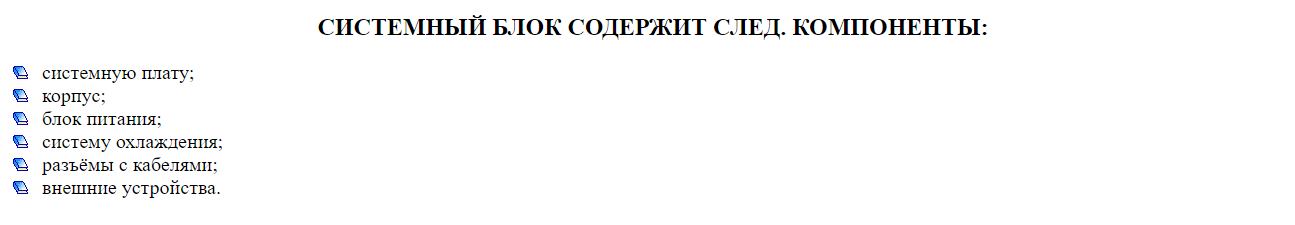 СИСТЕМНЫЙ БЛОК СОДЕРЖИТ СЛЕД. КОМПОНЕНТЫ:
системную плату;
корпус;
блок питания;
систему охлаждения;
разъёмы с кабелями;
внешние устройства.